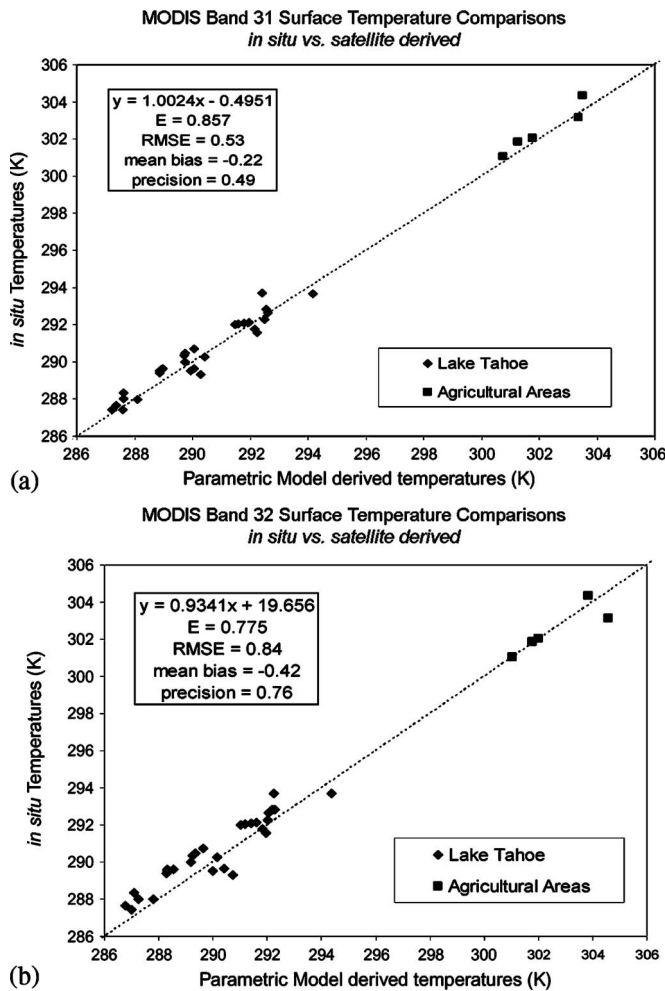 MODIS Band 31 Surface Temperature Comparisons
in situ vs. satellite derived
306
304
302
300
298
296
294
292
290
288
286
in situ Temperatures (K)
y = 1.0024x - 0.4951
E = 0.857
RMSE = 0.53
mean bias = -0.22
precision = 0.49
Lake Tahoe
Agricultural Areas
286 288 290 292 294 296 298 300 302 304 306
Parametric Model derived temperatures (K)
(a)
MODIS Band 32 Surface Temperature Comparisons
in situ vs. satellite derived
306
304
302
300
298
296
294
292
290
288
286
in situ Temperatures (K)
y = 0.9341x + 19.656
E = 0.775
RMSE = 0.84
mean bias = -0.42
precision = 0.76
Lake Tahoe
Agricultural Areas
286 288 290 292 294 296 298 300 302 304 306
Parametric Model derived temperatures (K)
(b)